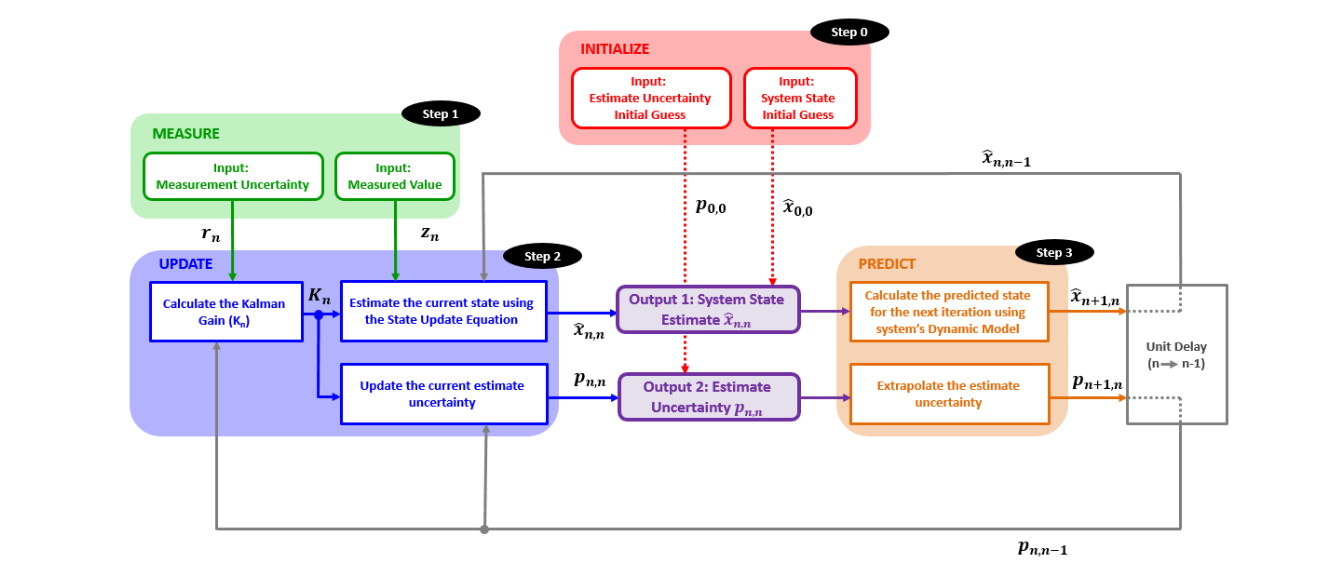 Step 0
INITIALIZE
Input:
Estimate Uncertainty
Initial Guess
Input:
System State
Initial Guess
Step 1
MEASURE
Input:
Measurement Uncertainty
Input:
Measured Value
x̂n,n−1
p0,0
x̂0,0
rn
zn
Step 2
UPDATE
Calculate the Kalman
Gain (Kn)
Kn
Estimate the current state using
the State Update Equation
x̂n,n
Update the current estimate
uncertainty
pn,n
Output 1: System State
Estimate x̂n,n
Output 2: Estimate
Uncertainty pn,n
Step 3
PREDICT
Calculate the predicted state
for the next iteration using
system's Dynamic Model
x̂n+1,n
Extrapolate the estimate
uncertainty
pn+1,n
Unit Delay
(n → n-1)
pn,n−1